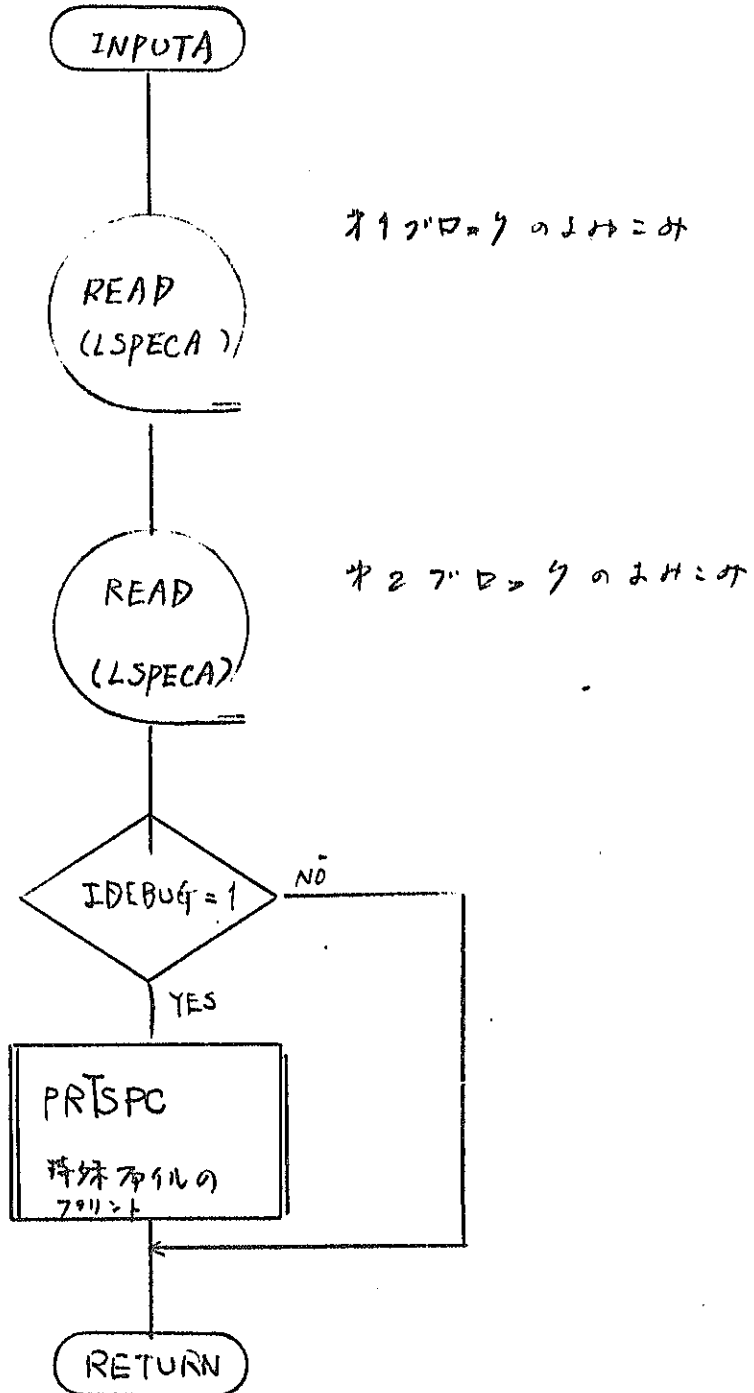 INPUTA
才1ブロックのよみこみ
READ
(LSPECA)
才2ブロックのよみこみ
READ
(LSPECA)
IDEBUG = 1
NO
YES
PRTSPC
特殊ファイルの
プリント
RETURN